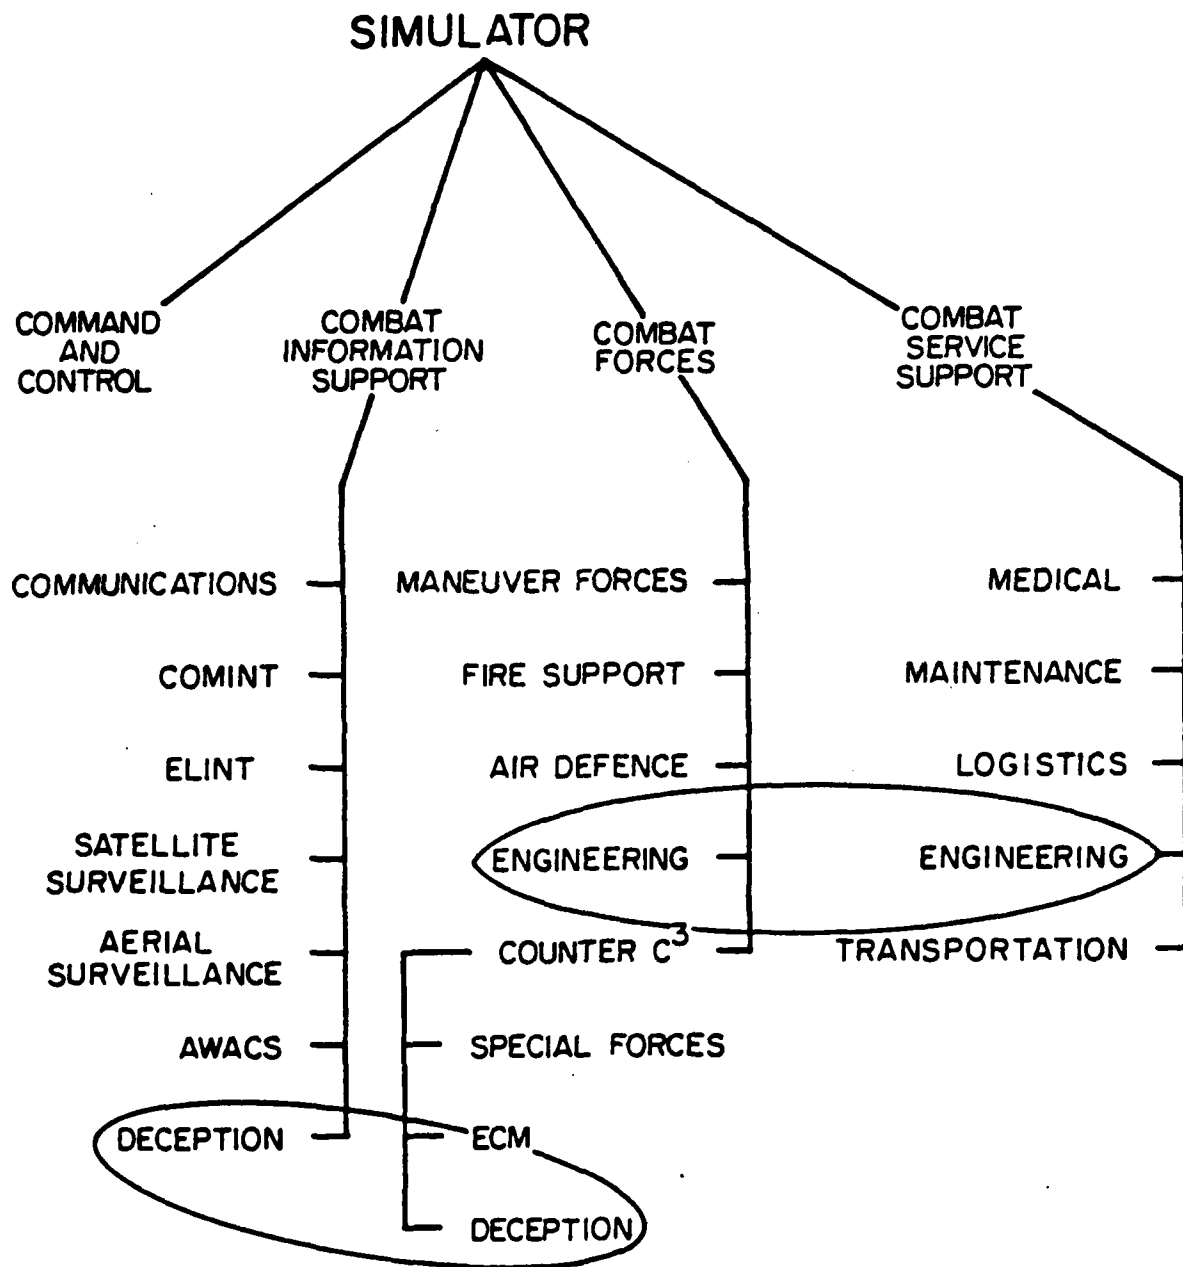 SIMULATOR
COMMAND
AND
CONTROL
COMBAT
INFORMATION
SUPPORT
COMBAT
FORCES
COMBAT
SERVICE
SUPPORT
COMMUNICATIONS
COMINT
ELINT
SATELLITE
SURVEILLANCE
AERIAL
SURVEILLANCE
AWACS
DECEPTION
MANEUVER FORCES
FIRE SUPPORT
AIR DEFENCE
ENGINEERING
COUNTER C³
SPECIAL FORCES
ECM
DECEPTION
MEDICAL
MAINTENANCE
LOGISTICS
ENGINEERING
TRANSPORTATION